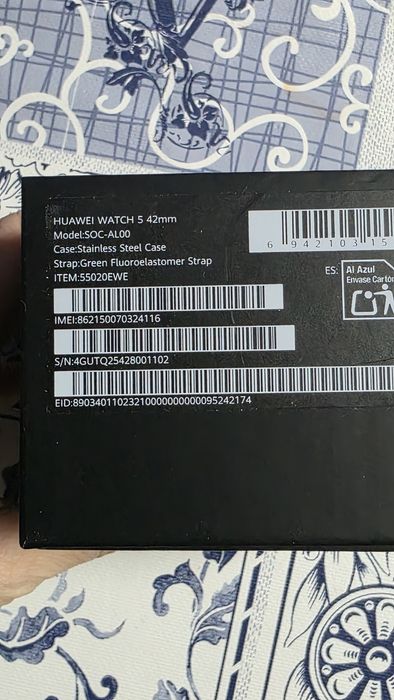 HUAWEI WATCH 5 42mm
Model:SOC-AL00
Case:Stainless Steel Case
Strap:Green Fluoroelastomer Strap
ITEM:55020EWE
IMEI:862150070324116
S/N:4GUTQ25428001102
EID:89034011023210000000000095242174
6 942103 15
ES:
Al Azul
Envase Cartón